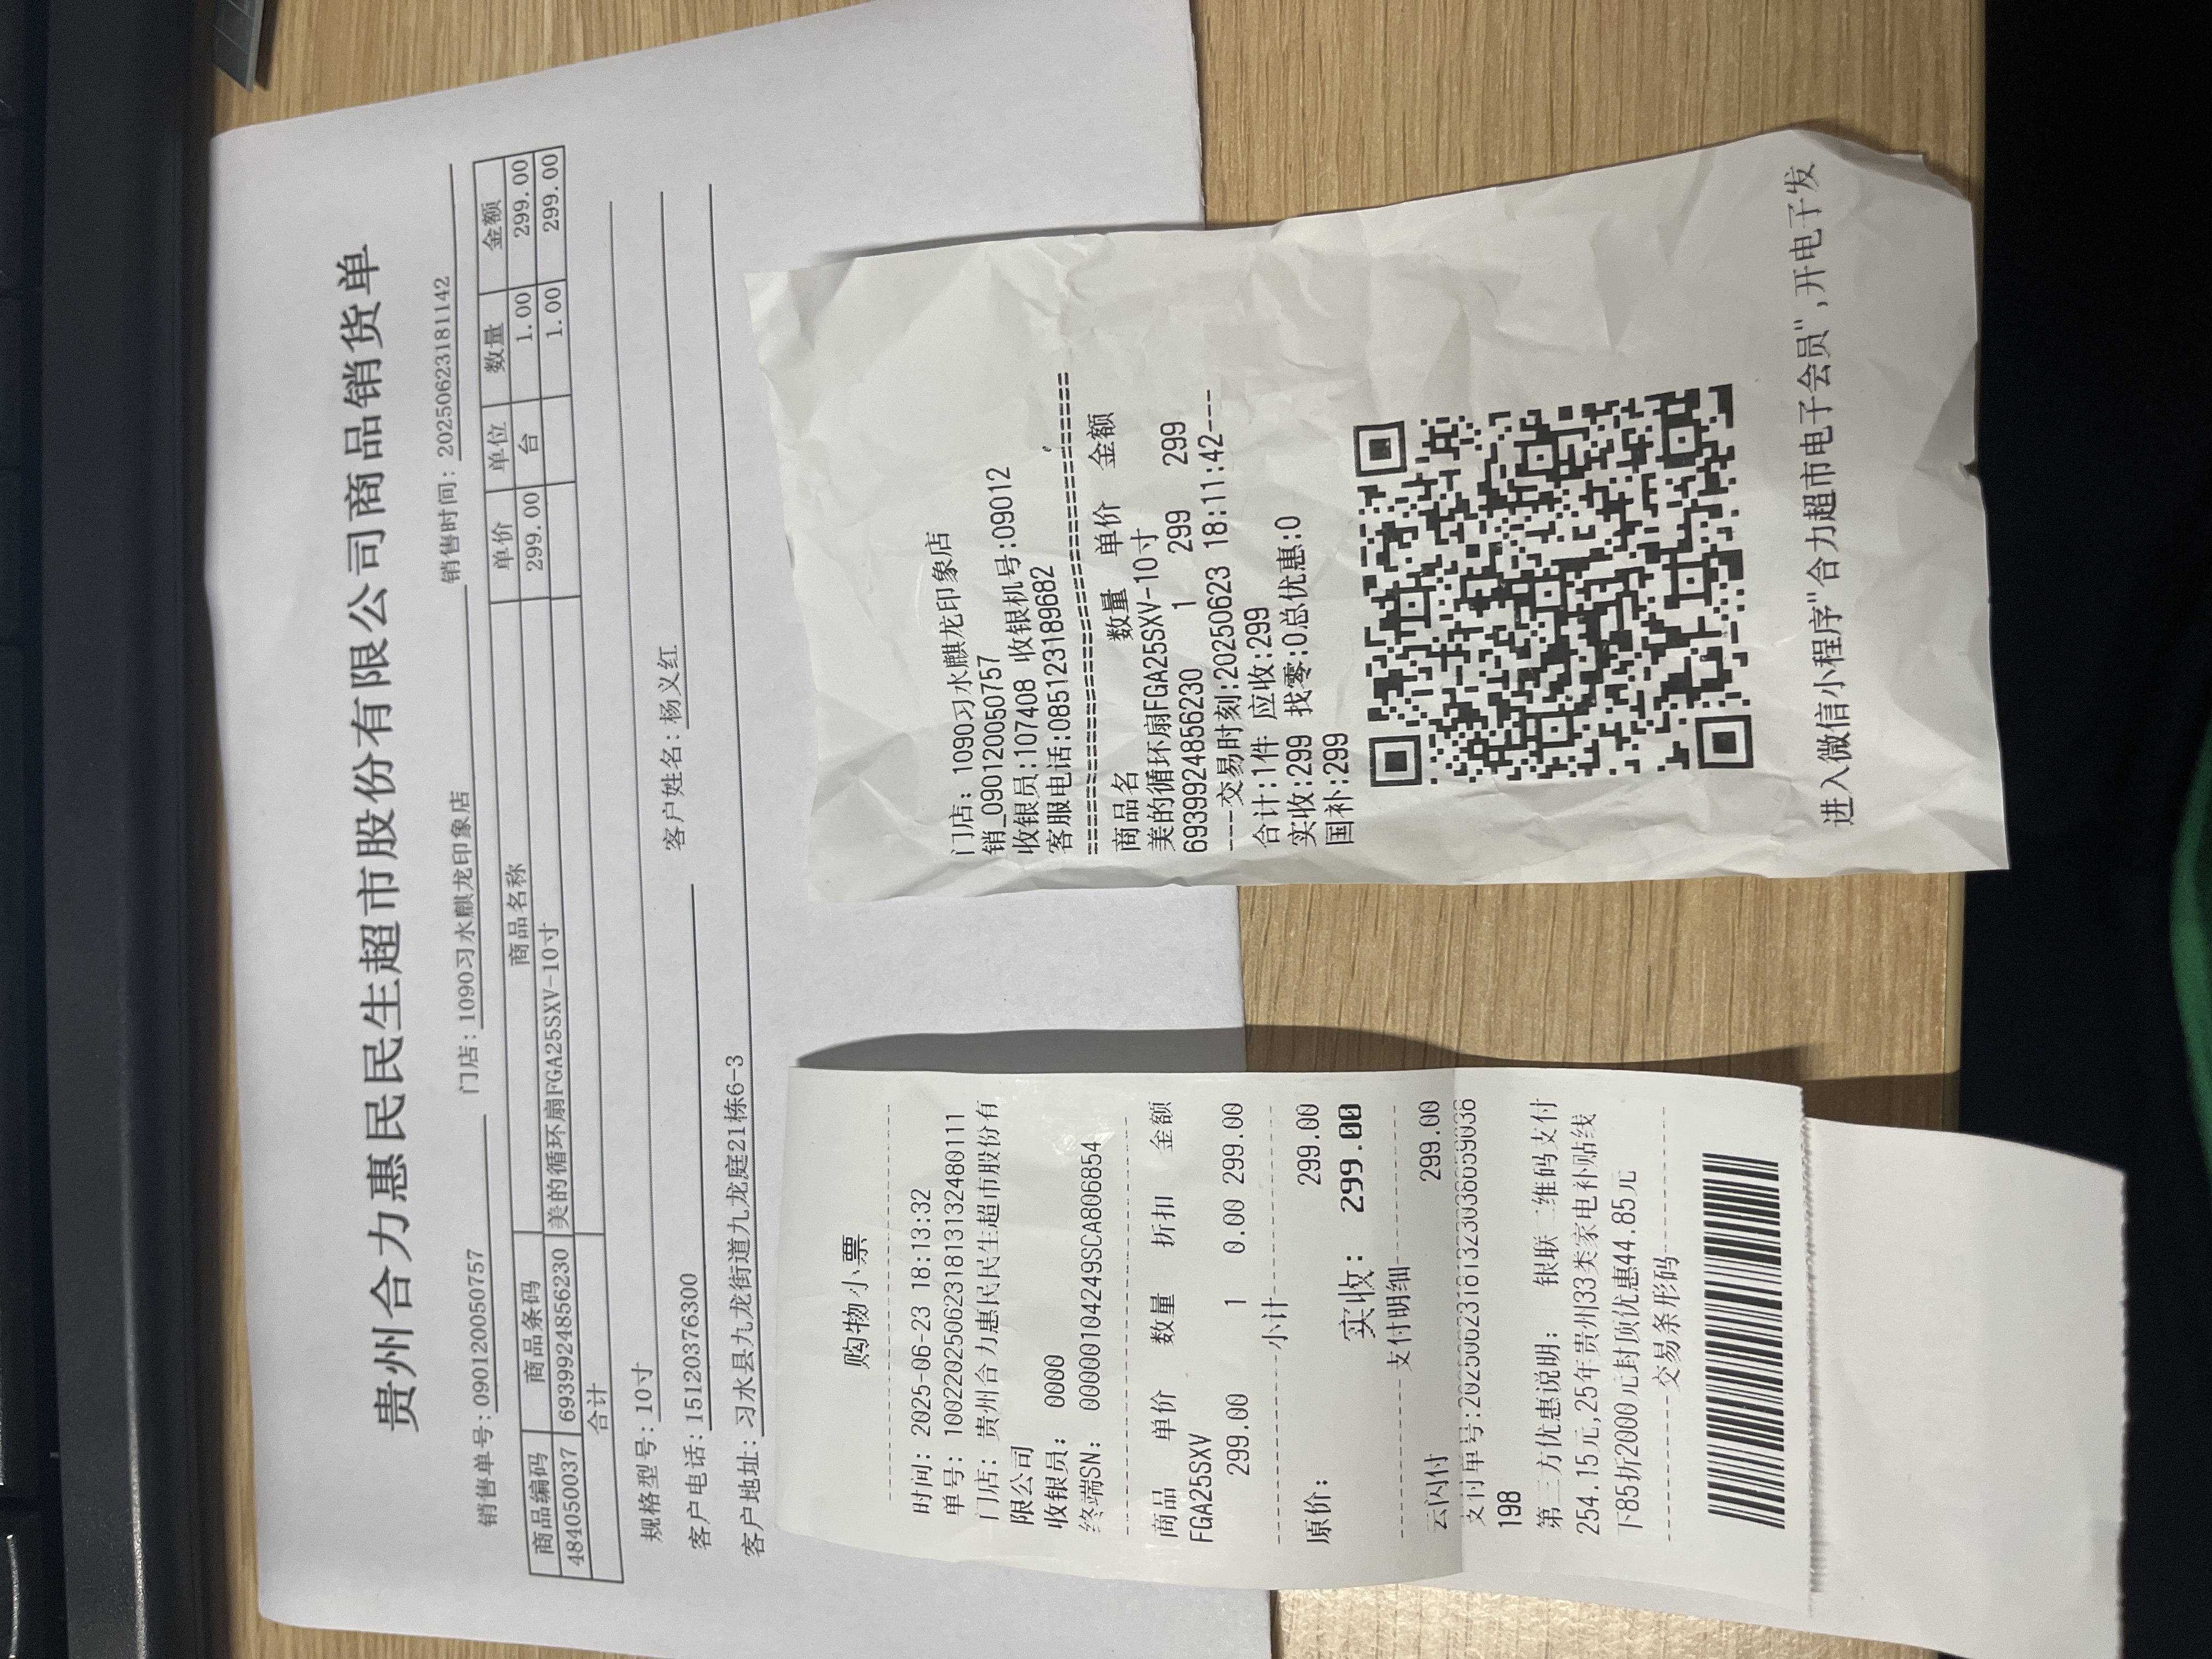 贵州合力惠民民生超市股份有限公司商品销货单
销售单号: 090120050757 门店: 1090习水麒龙印象店 销售时间: 20250623181142
商品编码 商品条码 商品名称 单价 单位 数量 金额
484050037 6939924856230 美的循环扇FGA25SXV-10寸 299.00 台 1.00 299.00
合计 1.00 299.00
规格型号: 10寸
客户电话: 15120376300 客户姓名: 杨义红
客户地址: 习水县九龙街道九龙庭21栋6-3
购物小票
时间: 2025-06-23 18:13:32
单号: 1002202506231813132480111
门店: 贵州合力惠民民生超市股份有
限公司
收银员: 0000
终端SN: 00000104249SCA806854
商品 单价 数量 折扣 金额
FGA25SXV
299.00 1 0.00 299.00
小计
原价: 299.00
实收: 299.00
支付明细
云闪付 299.00
支付单号:
198
第三方优惠说明: 银联二维码支付
254.15元,25年贵州33类家电补贴线
下85折2000元封顶优惠44.85元
交易条形码
门店: 1090习水麒龙印象店
销_090120050757
收银员:107408 收银机号:09012
客服电话:085123189682
==============================
商品名 数量 单价 金额
美的循环扇FGA25SXV-10寸
6939924856230 1 299 299
---交易时刻:20250623 18:11:42---
合计:1件 应收:299
实收:299 找零:0总优惠:0
国补:299
进入微信小程序"合力超市电子会员",开电子发